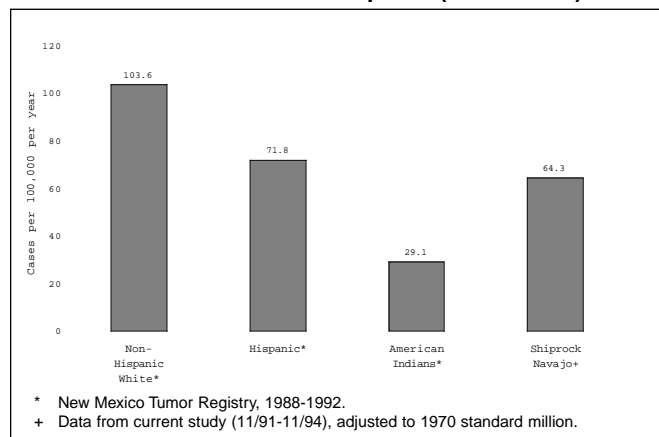 120
103.6
100
80
71.8
64.3
60
40
29.1
20
0
Cases per 100,000 per year
Non-
Hispanic
White*
Hispanic*
American
Indians*
Shiprock
Navajo+
* New Mexico Tumor Registry, 1988-1992.
+ Data from current study (11/91-11/94), adjusted to 1970 standard million.